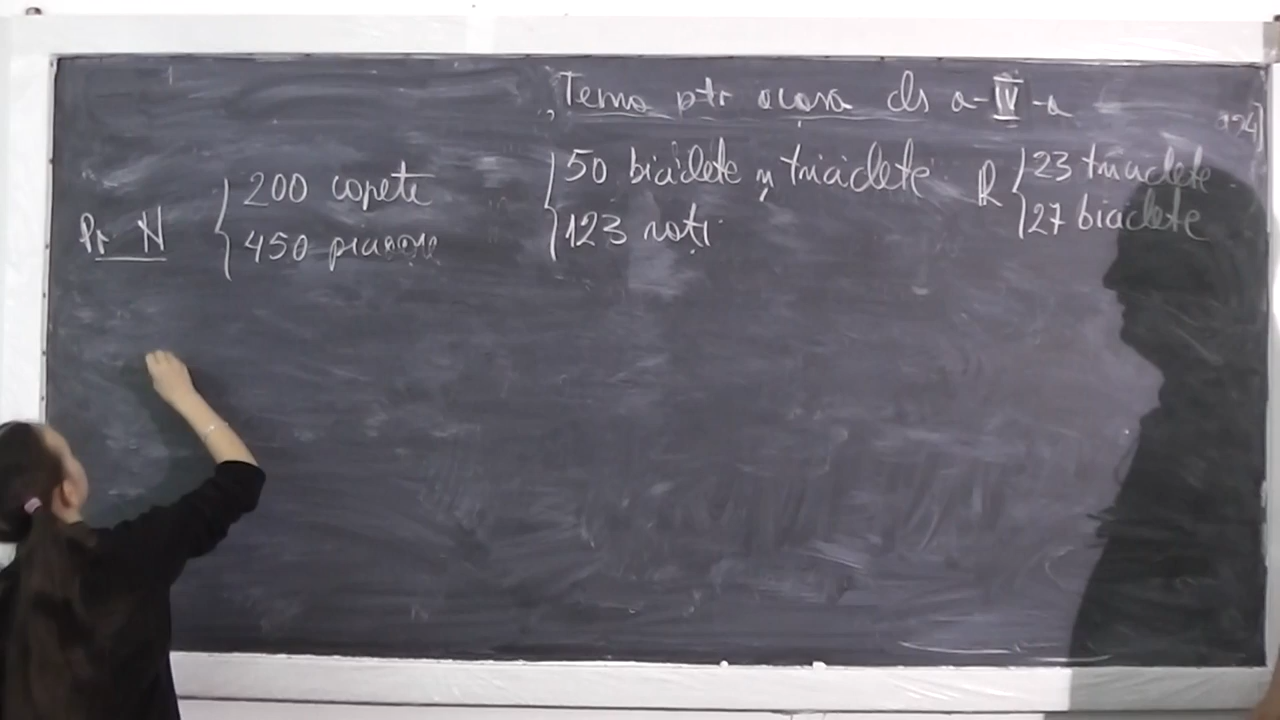 Tema ptr acasa cls a-IV-a
Pr N
200 capete
450 picioare
50 biciclete și triciclete
123 roți
R
23 triciclete
27 biciclete